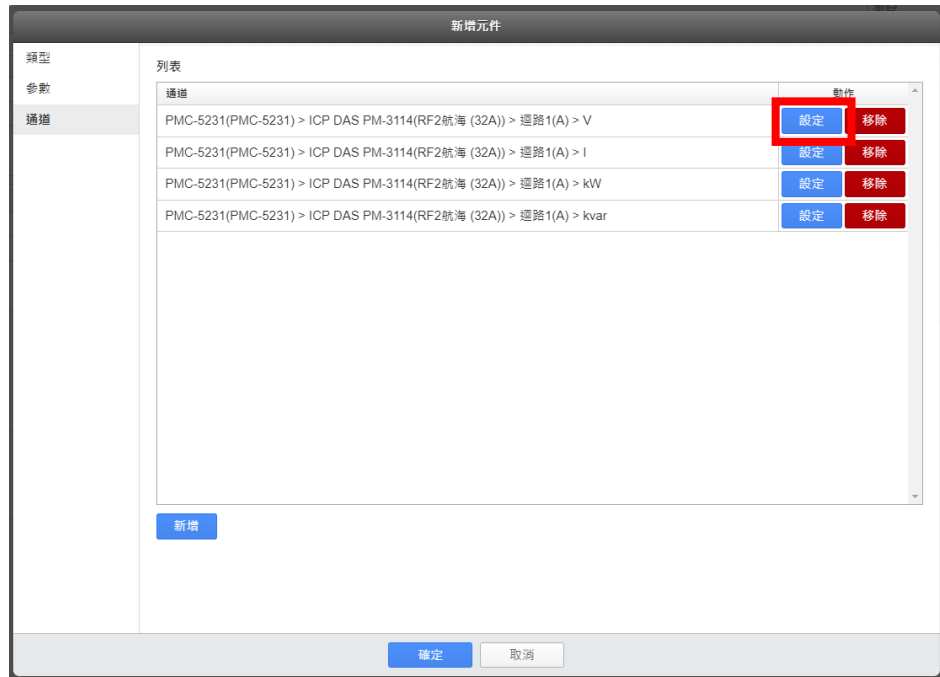 新增元件
類型
參數
通道
列表
通道 動作
PMC-5231(PMC-5231) > ICP DAS PM-3114(RF2航海 (32A)) > 迴路1(A) > V 設定 移除
PMC-5231(PMC-5231) > ICP DAS PM-3114(RF2航海 (32A)) > 迴路1(A) > I 設定 移除
PMC-5231(PMC-5231) > ICP DAS PM-3114(RF2航海 (32A)) > 迴路1(A) > kW 設定 移除
PMC-5231(PMC-5231) > ICP DAS PM-3114(RF2航海 (32A)) > 迴路1(A) > kvar 設定 移除
新增
確定 取消